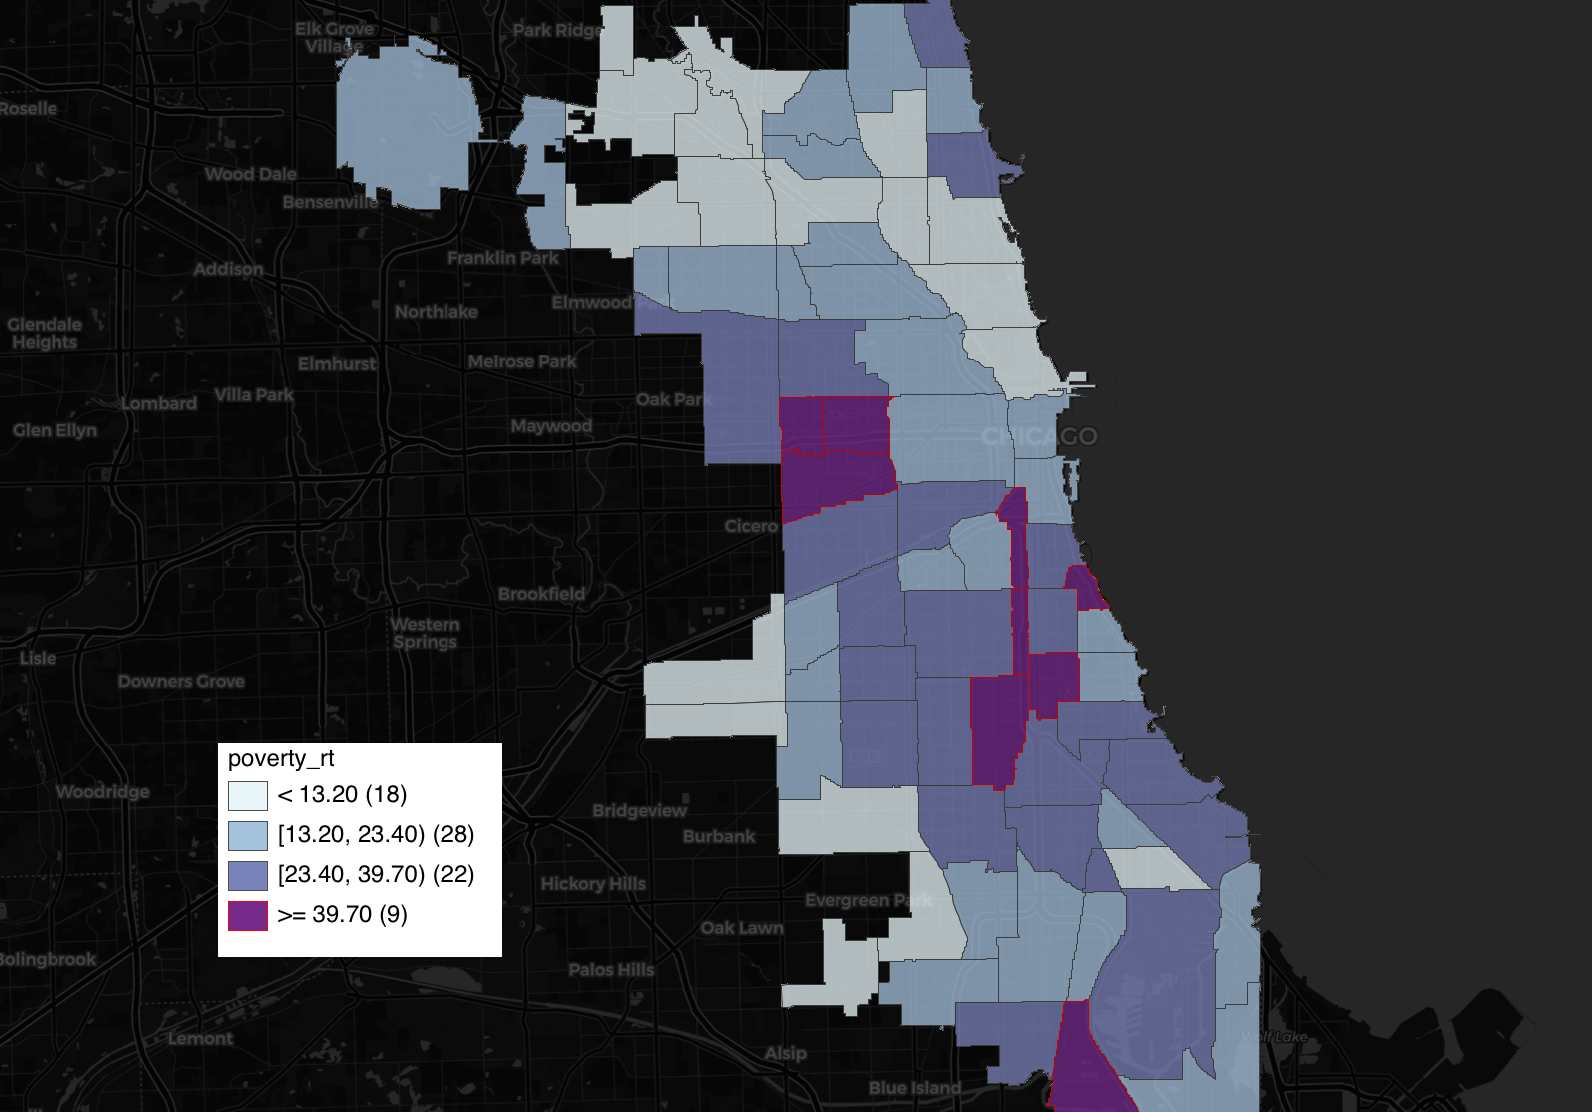 Elk Grove
Village
Park Ridge
Roselle
Wood Dale
Bensenville
Franklin Park
Addison
Elmwood Park
Northlake
Glendale
Heights
Elmhurst
Melrose Park
Villa Park
Lombard
Oak Park
Glen Ellyn
Maywood
CHICAGO
Cicero
Brookfield
Western
Springs
Lisle
Downers Grove
poverty_rt
< 13.20 (18)
[13.20, 23.40) (28)
[23.40, 39.70) (22)
>= 39.70 (9)
Woodridge
Bridgeview
Burbank
Hickory Hills
Evergreen Park
Oak Lawn
Bolingbrook
Palos Hills
Lemont
Wolf Lake
Alsip
Blue Island